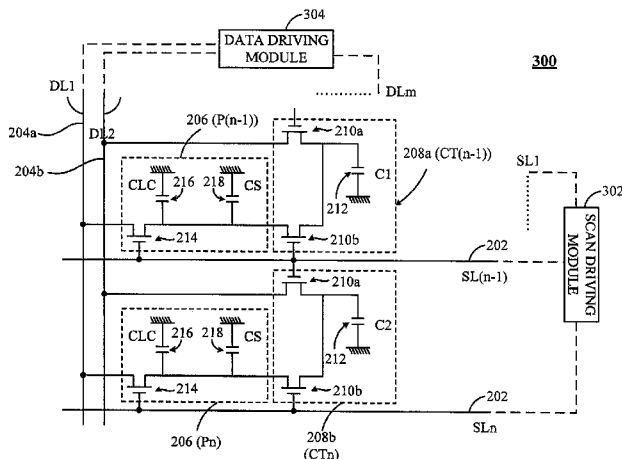 304
DATA DRIVING
MODULE
300
DL1
DLm
204a
DL2
206 (P(n-1))
210a
204b
208a (CT(n-1))
SL1
CLC
216
218
CS
212
C1
302
SCAN DRIVING
MODULE
214
210b
202
SL(n-1)
210a
CLC
216
218
CS
212
C2
214
210b
202
SLn
206 (Pn)
208b
(CTn)